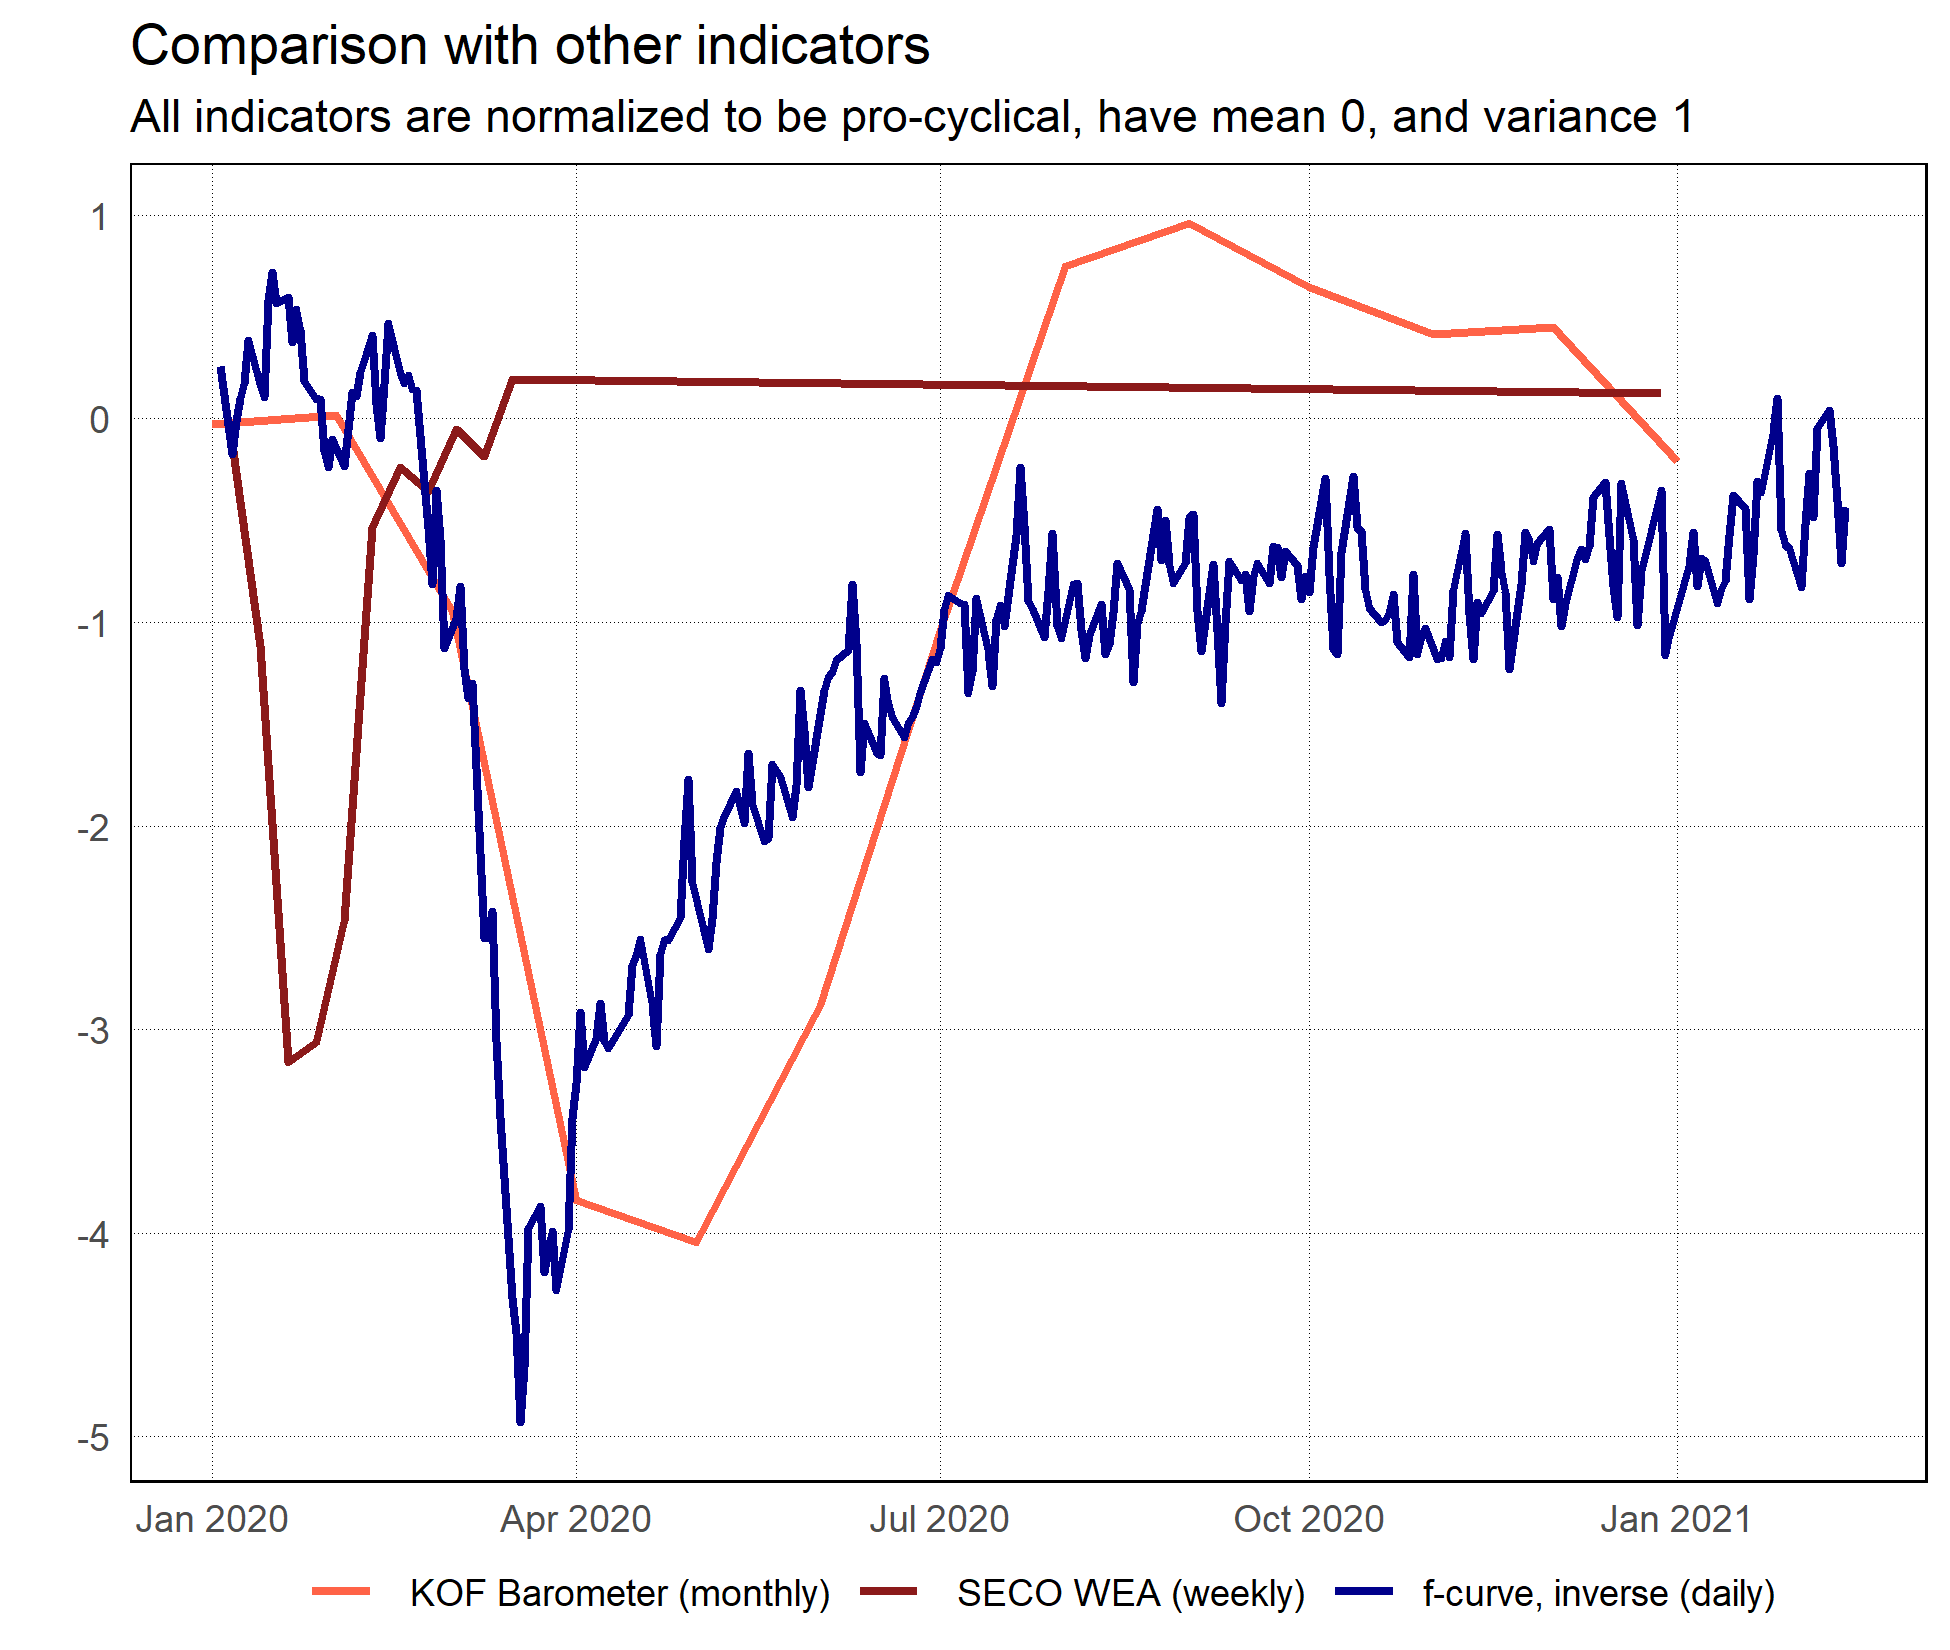 Comparison with other indicators
All indicators are normalized to be pro-cyclical, have mean 0, and variance 1
1
0
-1
-2
-3
-4
-5
Jan 2020 Apr 2020 Jul 2020 Oct 2020 Jan 2021
KOF Barometer (monthly) SECO WEA (weekly) f-curve, inverse (daily)